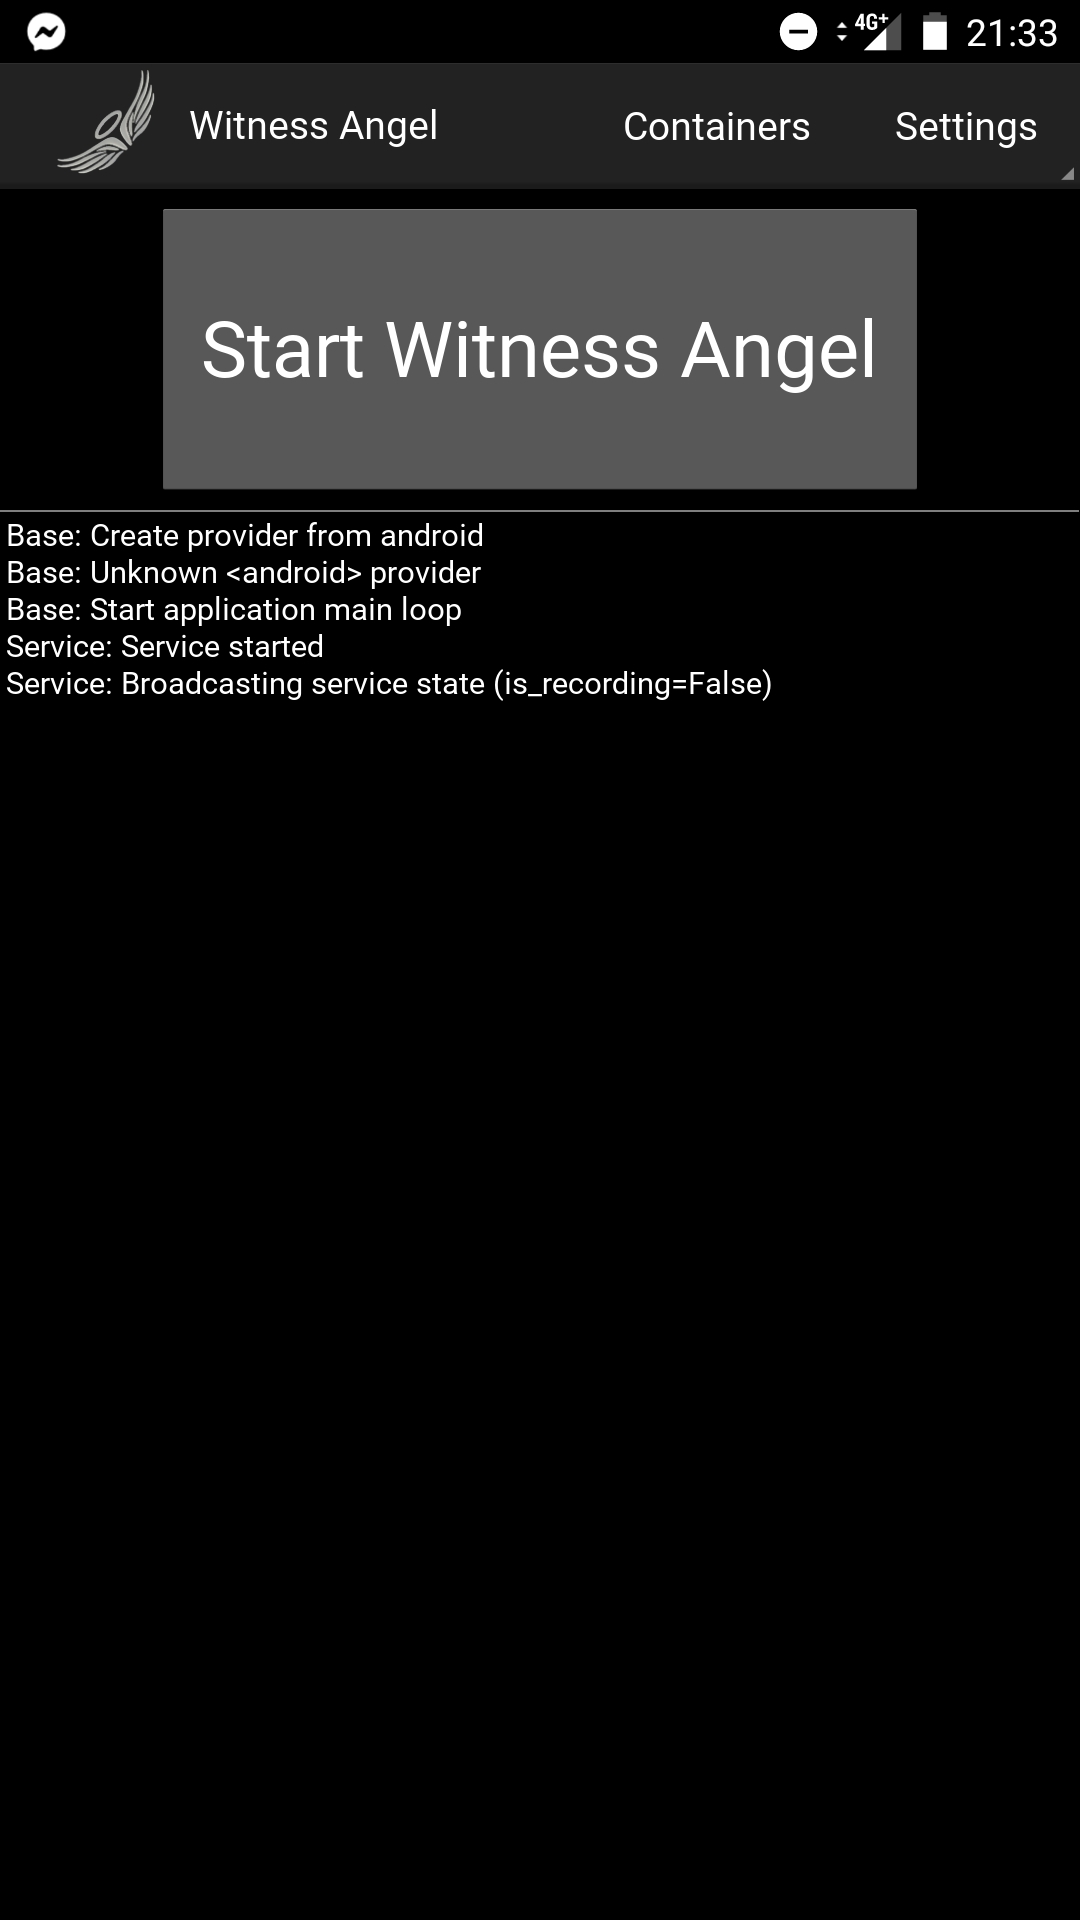 4G+ 21:33
Witness Angel Containers Settings
Start Witness Angel
Base: Create provider from android
Base: Unknown <android> provider
Base: Start application main loop
Service: Service started
Service: Broadcasting service state (is_recording=False)